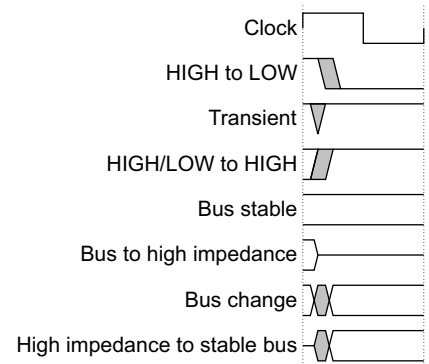 Clock
HIGH to LOW
Transient
HIGH/LOW to HIGH
Bus stable
Bus to high impedance
Bus change
High impedance to stable bus